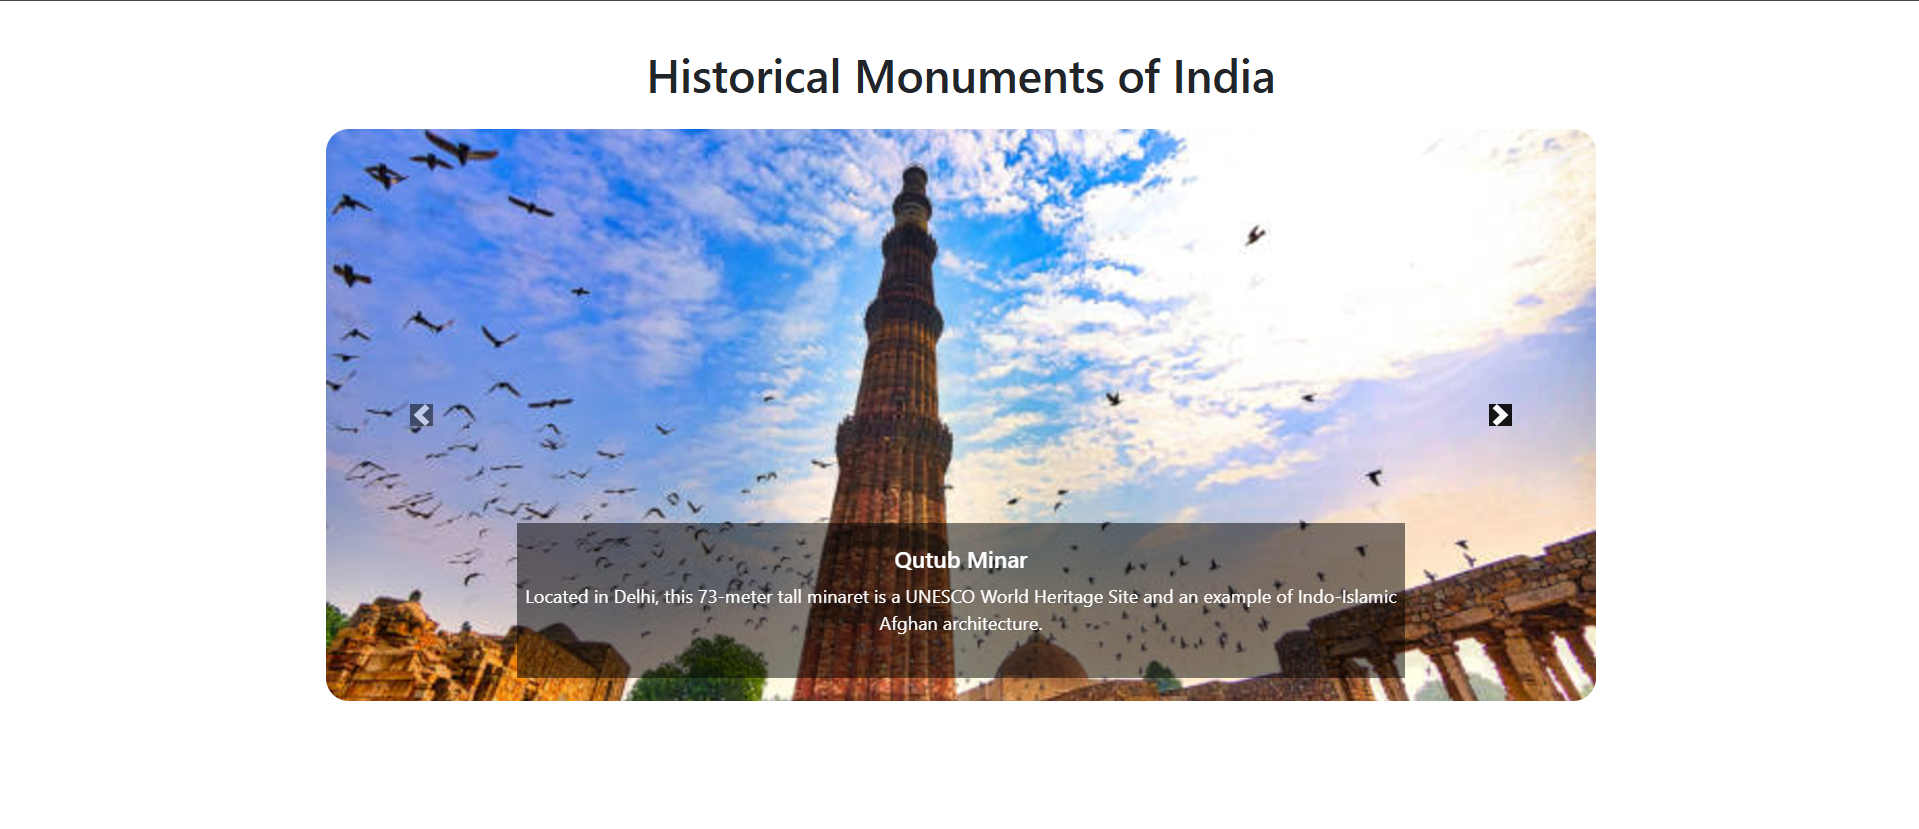 Historical Monuments of India
Qutub Minar
Located in Delhi, this 73-meter tall minaret is a UNESCO World Heritage Site and an example of Indo-Islamic
Afghan architecture.